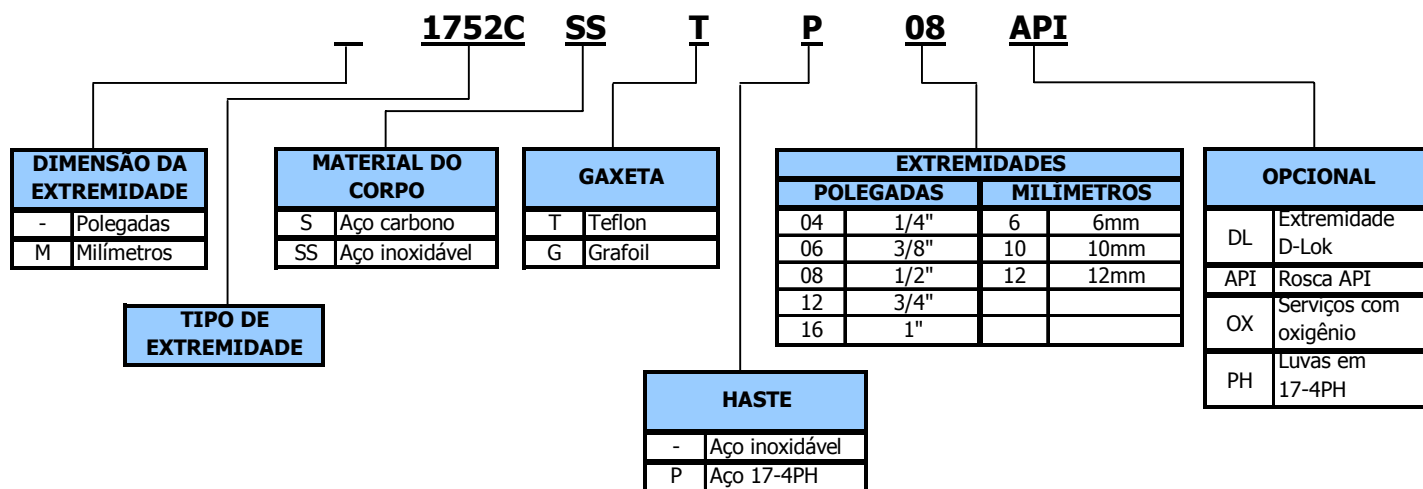 _ 1752C SS T P 08 API
DIMENSÃO DA
EXTREMIDADE
- Polegadas
M Milímetros
TIPO DE
EXTREMIDADE
MATERIAL DO
CORPO
S Aço carbono
SS Aço inoxidável
GAXETA
T Teflon
G Grafoil
HASTE
- Aço inoxidável
P Aço 17-4PH
EXTREMIDADES
POLEGADAS MILÍMETROS
04 1/4" 6 6mm
06 3/8" 10 10mm
08 1/2" 12 12mm
12 3/4"
16 1"
OPCIONAL
DL Extremidade
D-Lok
API Rosca API
OX Serviços com
oxigênio
PH Luvas em
17-4PH